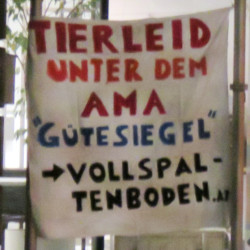 TIERLEID
UNTER DEM
AMA
"GÜTESIEGEL"
→VOLLSPAL-
TENBODEN..AT